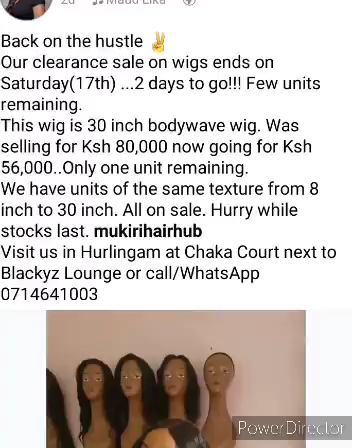 2d · ♫ Maua Eika ·
Back on the hustle ✌
Our clearance sale on wigs ends on
Saturday(17th) ...2 days to go!!! Few units
remaining.
This wig is 30 inch bodywave wig. Was
selling for Ksh 80,000 now going for Ksh
56,000..Only one unit remaining.
We have units of the same texture from 8
inch to 30 inch. All on sale. Hurry while
stocks last. mukirihairhub
Visit us in Hurlingam at Chaka Court next to
Blackyz Lounge or call/WhatsApp
0714641003
PowerDirector